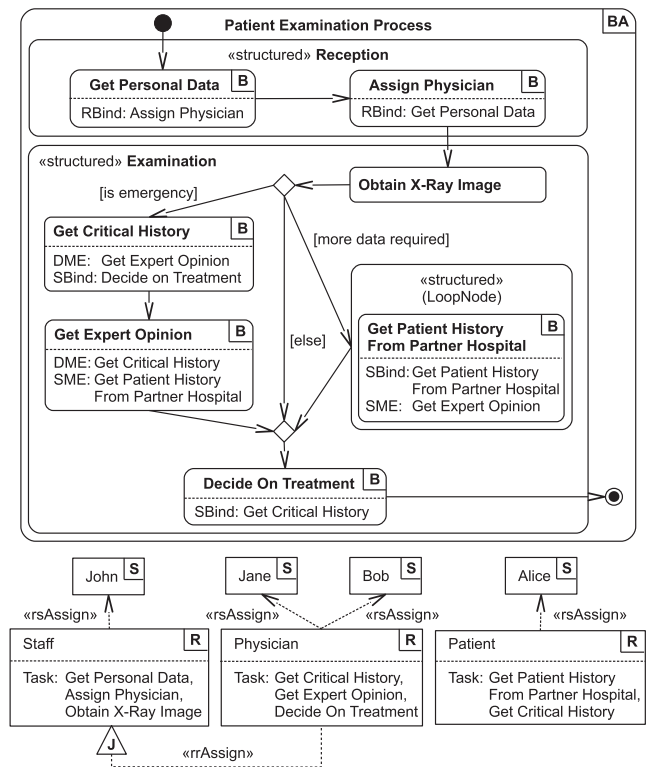 Patient Examination Process
BA
«structured» Reception
Get Personal Data
B
RBind: Assign Physician
Assign Physician
B
RBind: Get Personal Data
«structured» Examination
Obtain X-Ray Image
[is emergency]
Get Critical History
B
DME: Get Expert Opinion
SBind: Decide on Treatment
[more data required]
«structured»
(LoopNode)
Get Patient History
From Partner Hospital
B
SBind: Get Patient History
From Partner Hospital
SME: Get Expert Opinion
Get Expert Opinion
B
DME: Get Critical History
SME: Get Patient History
From Partner Hospital
[else]
Decide On Treatment
B
SBind: Get Critical History
John
S
Jane
S
Bob
S
Alice
S
«rsAssign»
«rsAssign»
«rsAssign»
«rsAssign»
Staff
R
Task: Get Personal Data,
Assign Physician,
Obtain X-Ray Image
Physician
R
Task: Get Critical History,
Get Expert Opinion,
Decide On Treatment
Patient
R
Task: Get Patient History
From Partner Hospital,
Get Critical History
J
«rrAssign»